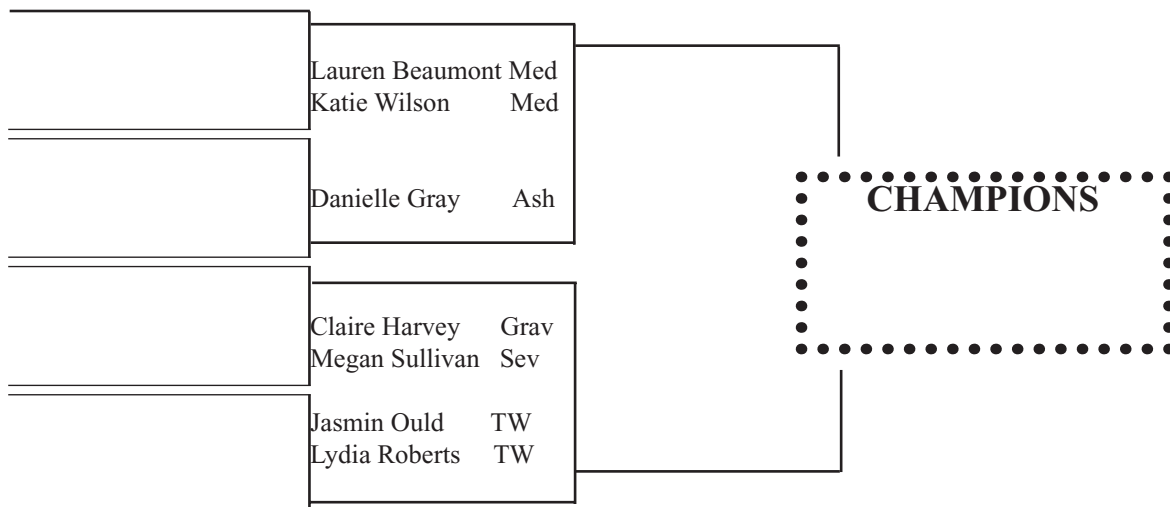 Lauren Beaumont Med
Katie Wilson Med
Danielle Gray Ash
CHAMPIONS
Claire Harvey Grav
Megan Sullivan Sev
Jasmin Ould TW
Lydia Roberts TW